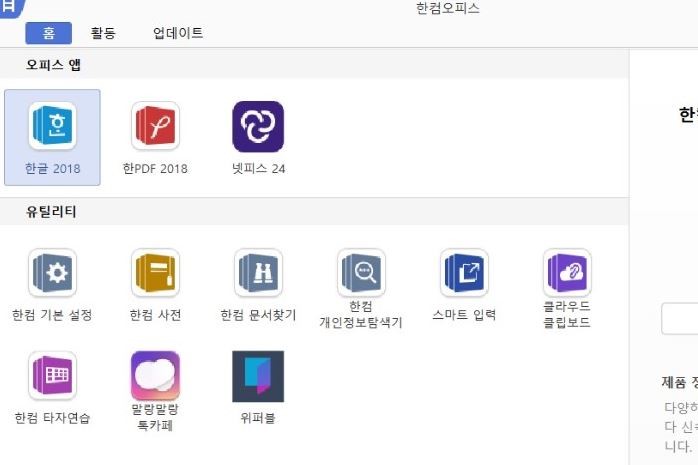 한컴오피스
홈 활동 업데이트
오피스 앱
한글 2018 한PDF 2018 넷피스 24
유틸리티
한컴 기본 설정 한컴 사전 한컴 문서찾기 한컴 개인정보탐색기 스마트 입력 클라우드 클립보드
한컴 타자연습 말랑말랑 톡카페 위퍼블
제품 정
다양하
다 신속
니다.